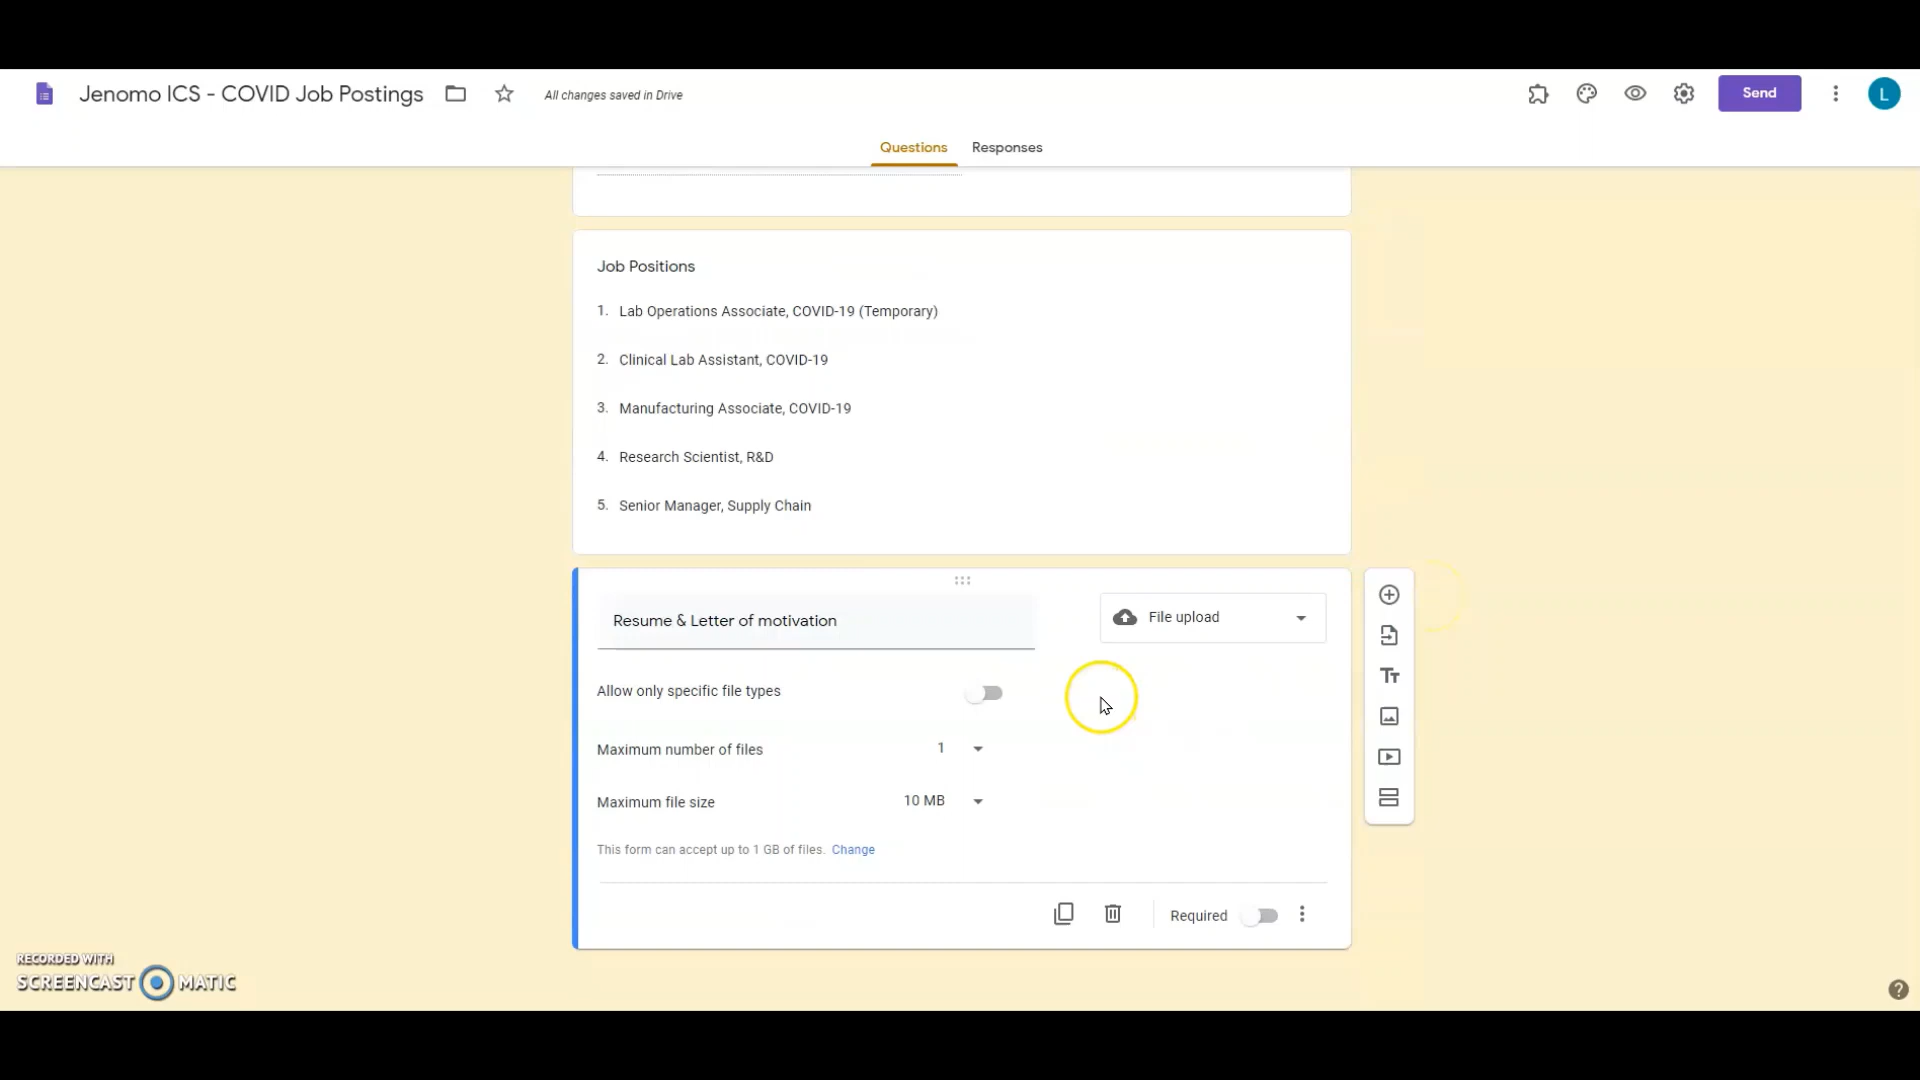 Jenomo ICS - COVID Job Postings
All changes saved in Drive
Send
L
Questions
Responses
Job Positions
1. Lab Operations Associate, COVID-19 (Temporary)
2. Clinical Lab Assistant, COVID-19
3. Manufacturing Associate, COVID-19
4. Research Scientist, R&D
5. Senior Manager, Supply Chain
Resume & Letter of motivation
File upload
Allow only specific file types
Tт
Maximum number of files 1
Maximum file size 10 MB
This form can accept up to 1 GB of files. Change
Required
RECORDED WITH
SCREENCAST MATIC
?